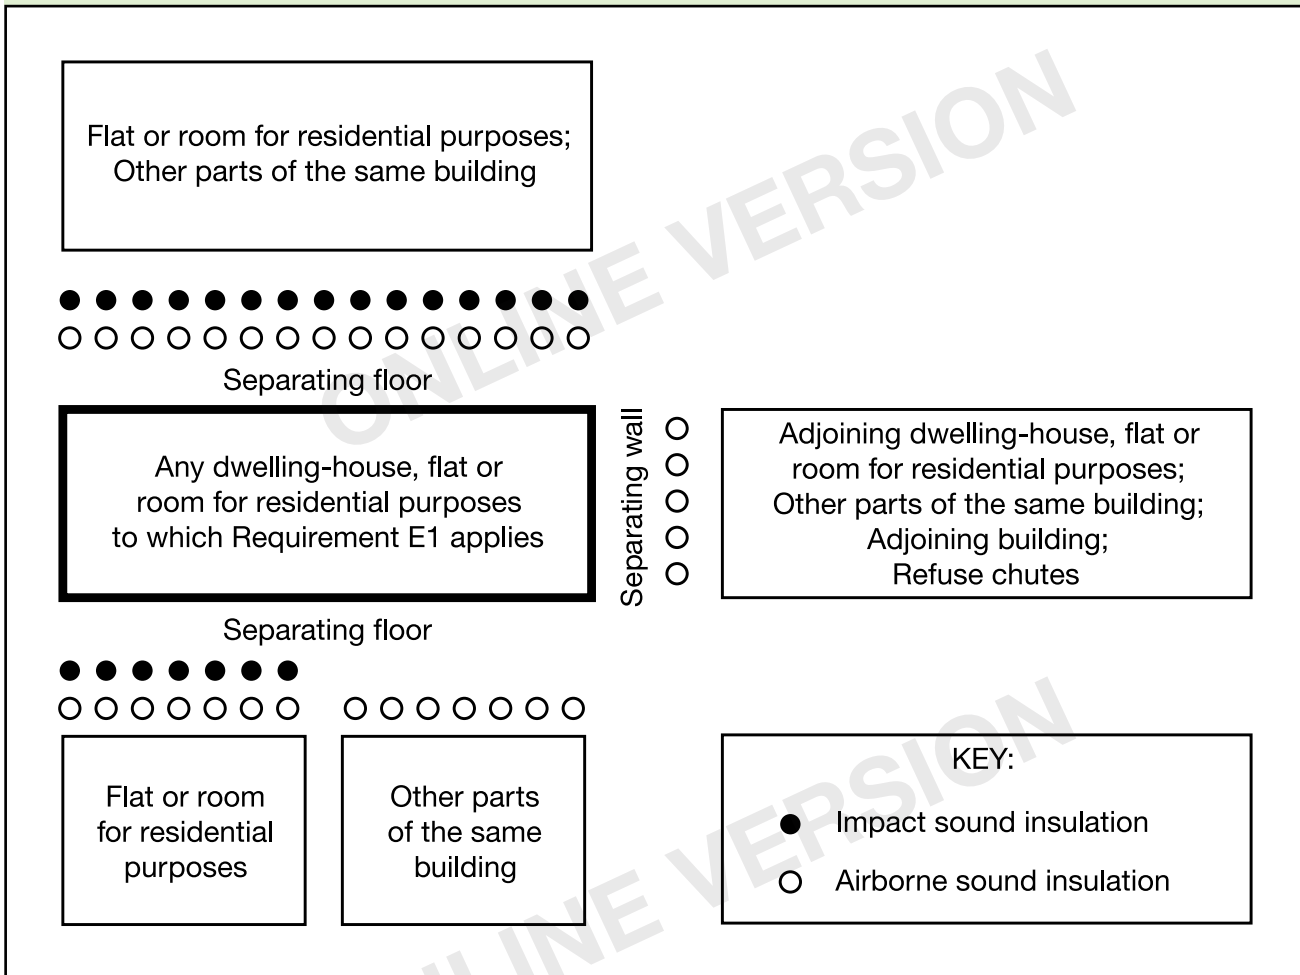 Flat or room for residential purposes;
Other parts of the same building
Separating floor
Any dwelling-house, flat or
room for residential purposes
to which Requirement E1 applies
Separating wall
Adjoining dwelling-house, flat or
room for residential purposes;
Other parts of the same building;
Adjoining building;
Refuse chutes
Separating floor
Flat or room
for residential
purposes
Other parts
of the same
building
KEY:
Impact sound insulation
Airborne sound insulation
ONLINE VERSION
ONLINE VERSION